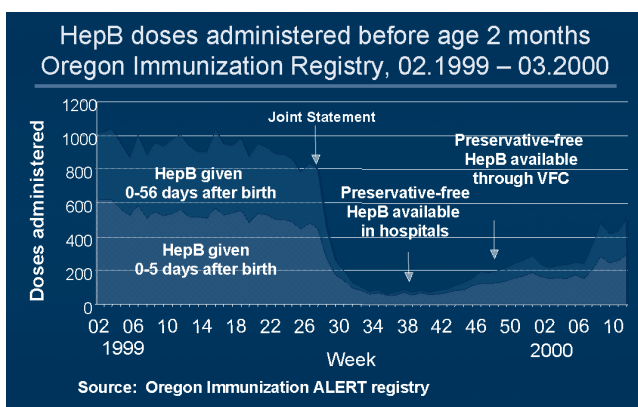 HepB doses administered before age 2 months
Oregon Immunization Registry, 02.1999 – 03.2000
Doses administered
1200
1000
800
600
400
200
0
Joint Statement
HepB given
0-56 days after birth
HepB given
0-5 days after birth
Preservative-free
HepB available
in hospitals
Preservative-free
HepB available
through VFC
02 06 10 14 18 22 26 30 34 38 42 46 50 02 06 10
1999 2000
Week
Source: Oregon Immunization ALERT registry